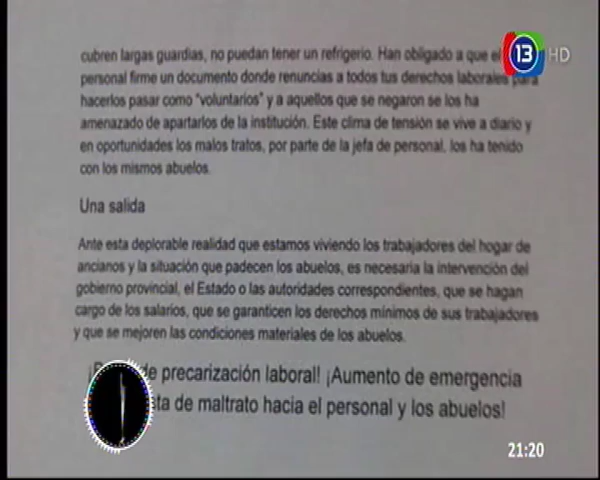 cubren largas guardias, no puedan tener un refrigerio. Han obligado a que el
personal firme un documento donde renuncias a todos tus derechos laborales para
hacerlos pasar como "voluntarios" y a aquellos que se negaron se los ha
amenazado de apartarlos de la institución. Este clima de tensión se vive a diario y
en oportunidades los malos tratos, por parte de la jefa de personal, los ha tenido
con los mismos abuelos.
Una salida
Ante esta deplorable realidad que estamos viviendo los trabajadores del hogar de
ancianos y la situación que padecen los abuelos, es necesaria la intervención del
gobierno provincial, el Estado o las autoridades correspondientes, que se hagan
cargo de los salarios, que se garanticen los derechos mínimos de sus trabajadores
y que se mejoren las condiciones materiales de los abuelos.
de precarización laboral! ¡Aumento de emergencia
de maltrato hacia el personal y los abuelos!
13 HD
21:20